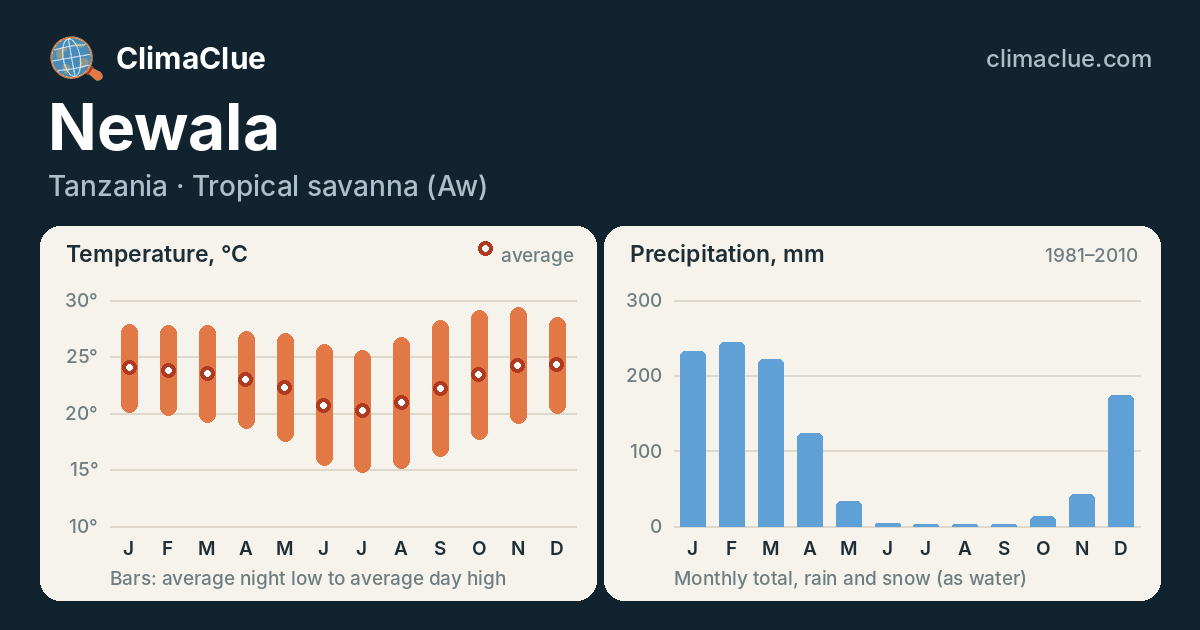 ClimaClue
climaclue.com
Newala
Tanzania · Tropical savanna (Aw)
Temperature, °C
average
30°
25°
20°
15°
10°
J F M A M J J A S O N D
Bars: average night low to average day high
Precipitation, mm
1981–2010
300
200
100
0
J F M A M J J A S O N D
Monthly total, rain and snow (as water)